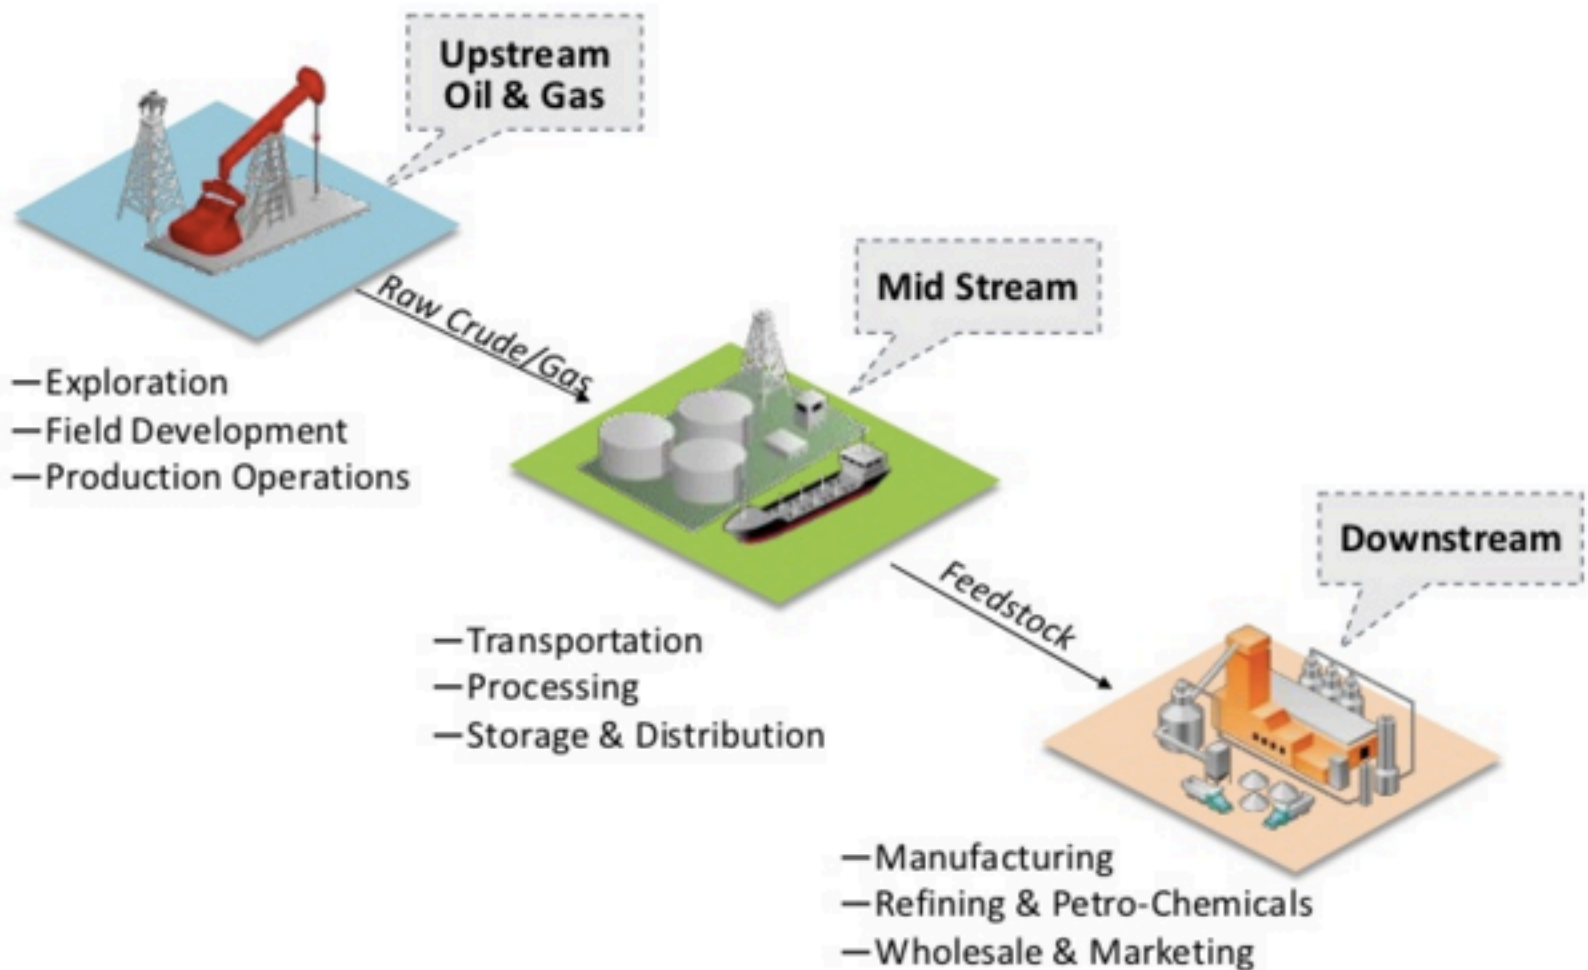 Upstream
Oil & Gas
Raw Crude/Gas
Mid Stream
—Exploration
—Field Development
—Production Operations
Feedstock
Downstream
—Transportation
—Processing
—Storage & Distribution
—Manufacturing
—Refining & Petro-Chemicals
—Wholesale & Marketing